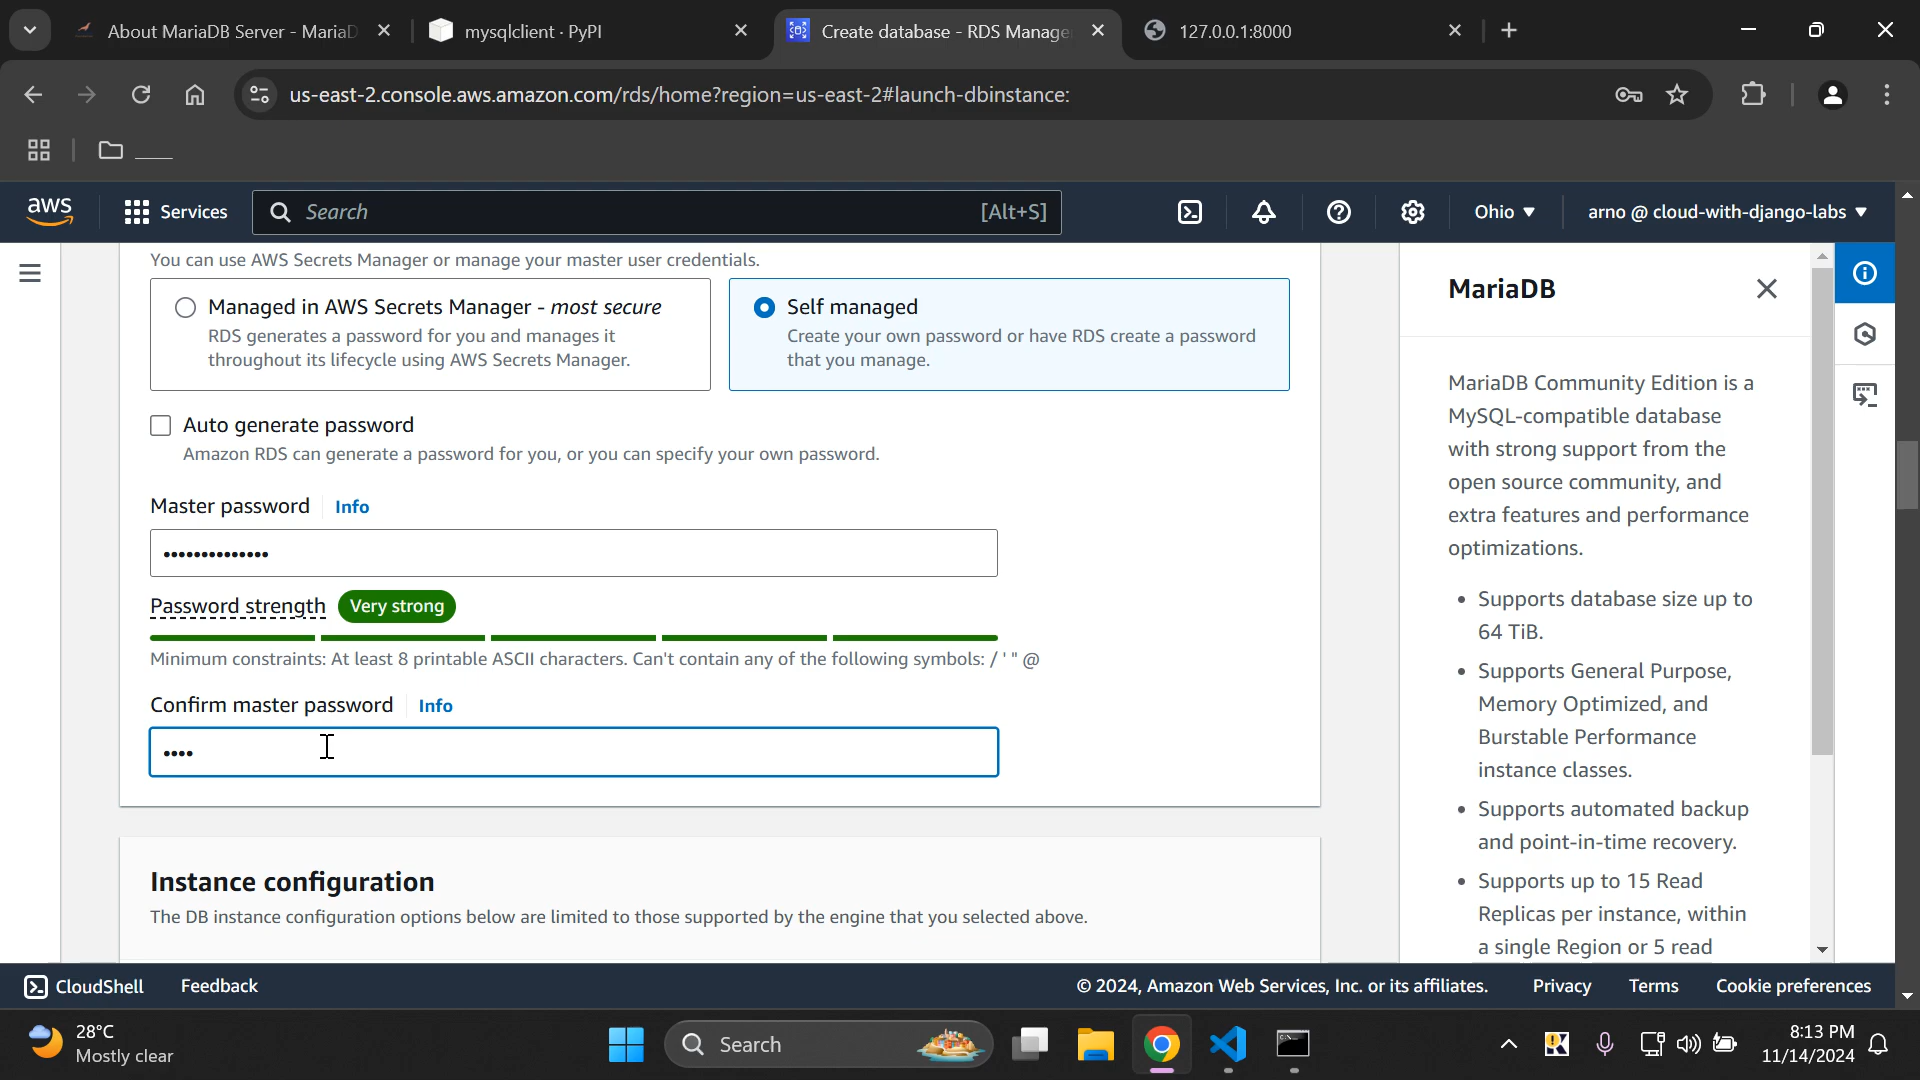 About MariaDB Server - MariaD
mysqlclient · PyPI
Create database - RDS Manage
127.0.0.1:8000
us-east-2.console.aws.amazon.com/rds/home?region=us-east-2#launch-dbinstance:
____
aws
Services
Search
[Alt+S]
Ohio
arno @ cloud-with-django-labs
You can use AWS Secrets Manager or manage your master user credentials.
Managed in AWS Secrets Manager - most secure
RDS generates a password for you and manages it
throughout its lifecycle using AWS Secrets Manager.
Self managed
Create your own password or have RDS create a password
that you manage.
Auto generate password
Amazon RDS can generate a password for you, or you can specify your own password.
Master password
Info
••••••••••••••
Password strength
Very strong
Minimum constraints: At least 8 printable ASCII characters. Can't contain any of the following symbols: / ' " @
Confirm master password
Info
••••
Instance configuration
The DB instance configuration options below are limited to those supported by the engine that you selected above.
MariaDB
MariaDB Community Edition is a
MySQL-compatible database
with strong support from the
open source community, and
extra features and performance
optimizations.
• Supports database size up to
64 TiB.
• Supports General Purpose,
Memory Optimized, and
Burstable Performance
instance classes.
• Supports automated backup
and point-in-time recovery.
• Supports up to 15 Read
Replicas per instance, within
a single Region or 5 read
CloudShell
Feedback
© 2024, Amazon Web Services, Inc. or its affiliates.
Privacy
Terms
Cookie preferences
28°C
Mostly clear
Search
8:13 PM
11/14/2024